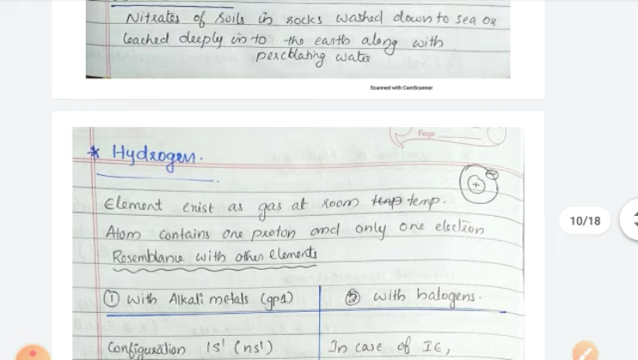 Nitrates of Soils in rocks washed down to sea or
leached deeply in to the earth along with
percolating water
Scanned with CamScanner
Page
* Hydrogen.
Element exist as gas at room temp.
Atom contains one proton and only one electron
Resemblance with other elements
① with Alkali metals (gp1)
② with halogens.
Configuration 1S¹ (ns¹)
In case of IE,
10/18